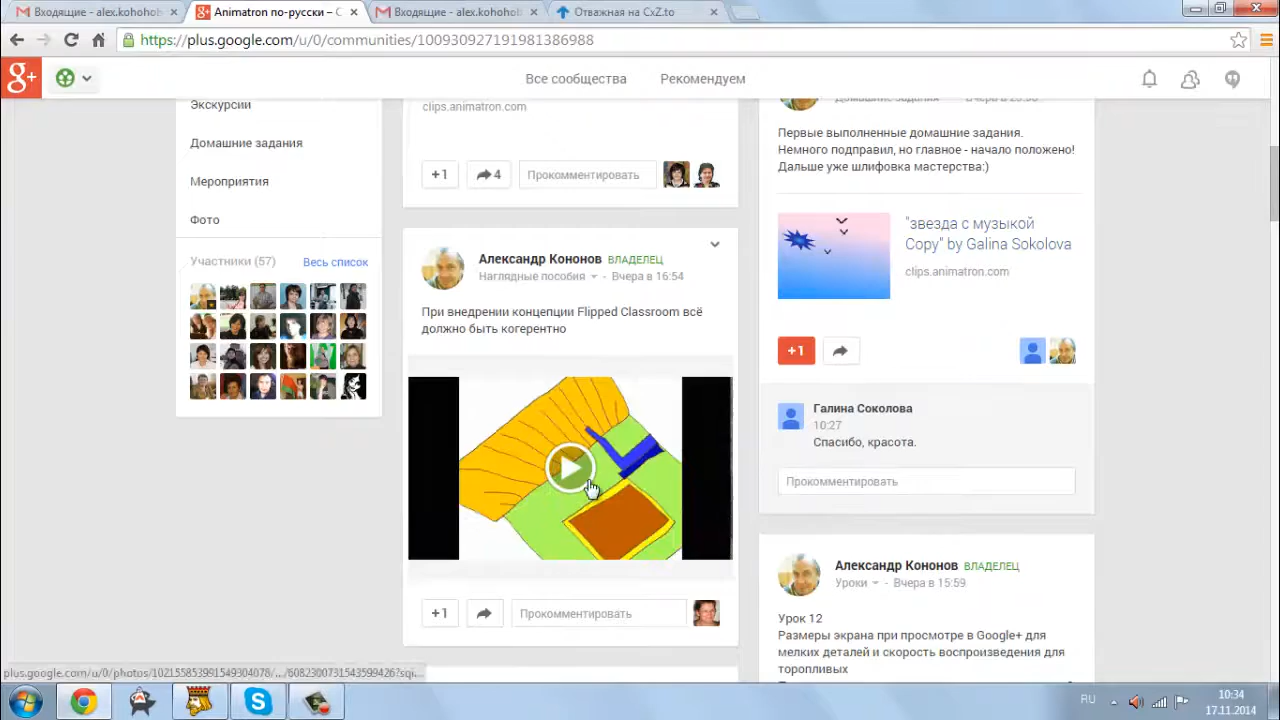 Входящие - alex.kohohol
Animatron по-русски – С
Входящие - alex.kohohol
Отважная на CxZ.to
https://plus.google.com/u/0/communities/100930927191981386988
g+
Все сообщества
Рекомендуем
Экскурсии
Домашние задания
Мероприятия
Фото
Участники (57)
Весь список
clips.animatron.com
+1
4
Прокомментировать
Александр Кононов ВЛАДЕЛЕЦ
Наглядные пособия - Вчера в 16:54
При внедрении концепции Flipped Classroom всё
должно быть когерентно
+1
Прокомментировать
Домашние задания
Первые выполненные домашние задания.
Немного подправил, но главное - начало положено!
Дальше уже шлифовка мастерства:)
"звезда с музыкой
Copy" by Galina Sokolova
clips.animatron.com
+1
Галина Соколова
10:27
Спасибо, красота.
Прокомментировать
Александр Кононов ВЛАДЕЛЕЦ
Уроки - Вчера в 15:59
Урок 12
Размеры экрана при просмотре в Google+ для
мелких деталей и скорость воспроизведения для
торопливых
RU
10:34
17.11.2014